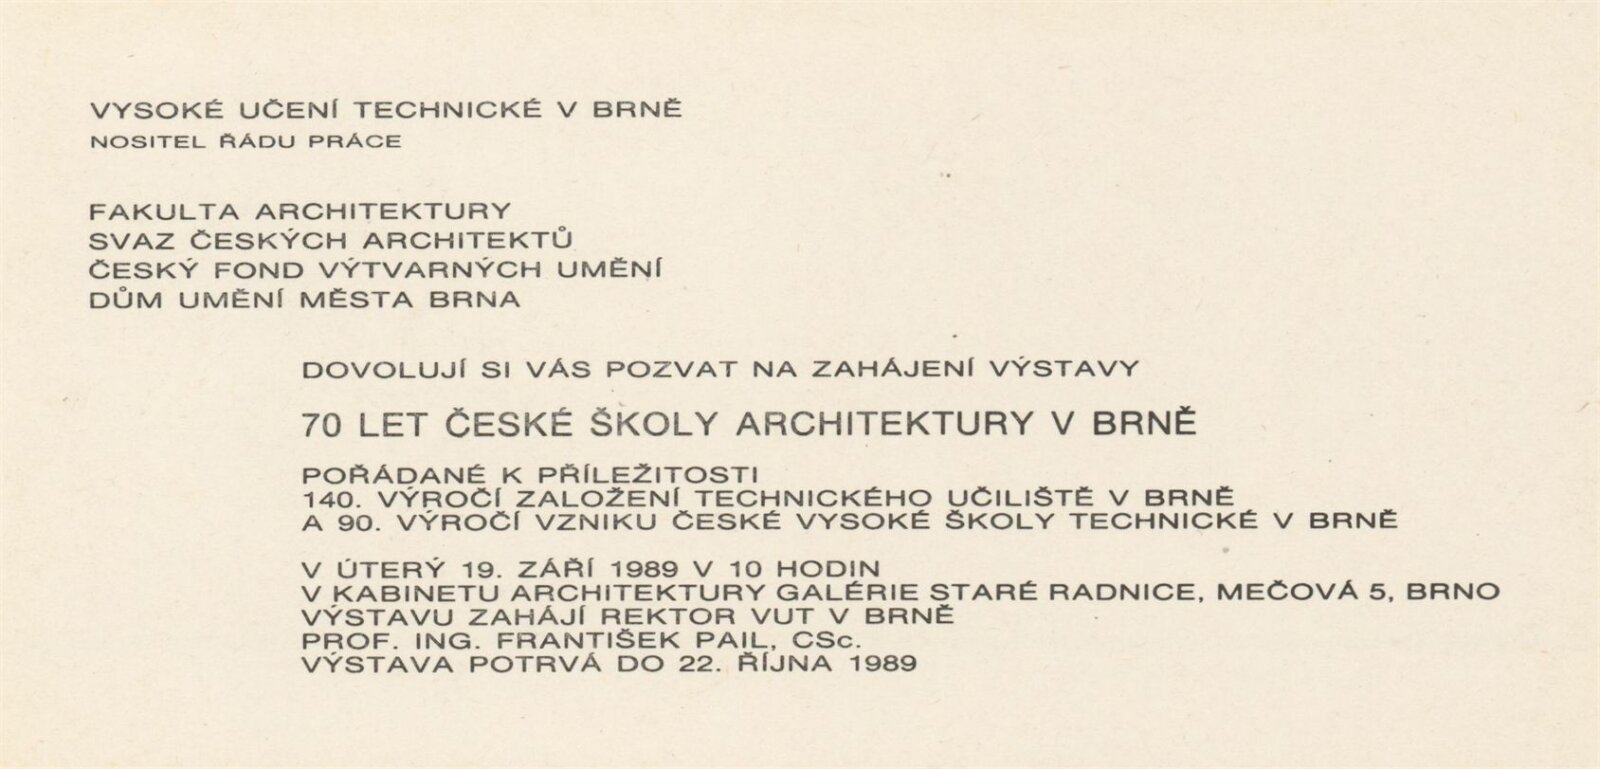 VYSOKÉ UČENÍ TECHNICKÉ V BRNĚ
NOSITEL ŘÁDU PRÁCE
FAKULTA ARCHITEKTURY
SVAZ ČESKÝCH ARCHITEKTŮ
ČESKÝ FOND VÝTVARNÝCH UMĚNÍ
DŮM UMĚNÍ MĚSTA BRNA
DOVOLUJÍ SI VÁS POZVAT NA ZAHÁJENÍ VÝSTAVY
70 LET ČESKÉ ŠKOLY ARCHITEKTURY V BRNĚ
POŘÁDANÉ K PŘÍLEŽITOSTI
140. VÝROČÍ ZALOŽENÍ TECHNICKÉHO UČILIŠTĚ V BRNĚ
A 90. VÝROČÍ VZNIKU ČESKÉ VYSOKÉ ŠKOLY TECHNICKÉ V BRNĚ
V ÚTERÝ 19. ZÁŘÍ 1989 V 10 HODIN
V KABINETU ARCHITEKTURY GALÉRIE STARÉ RADNICE, MEČOVÁ 5, BRNO
VÝSTAVU ZAHÁJÍ REKTOR VUT V BRNĚ
PROF. ING. FRANTIŠEK PAIL, CSc.
VÝSTAVA POTRVÁ DO 22. ŘÍJNA 1989